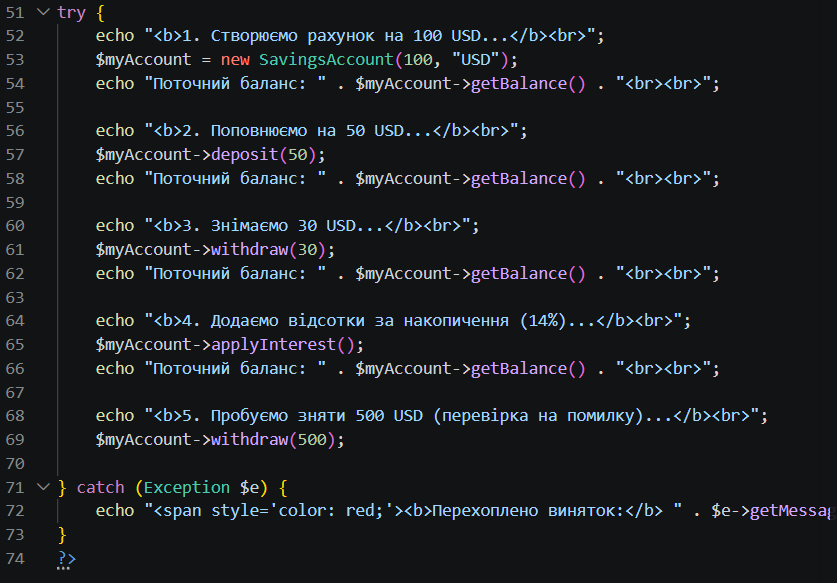 51 try {
52 echo "<b>1. Створюємо рахунок на 100 USD...</b><br>";
53 $myAccount = new SavingsAccount(100, "USD");
54 echo "Поточний баланс: " . $myAccount->getBalance() . "<br><br>";
55
56 echo "<b>2. Поповнюємо на 50 USD...</b><br>";
57 $myAccount->deposit(50);
58 echo "Поточний баланс: " . $myAccount->getBalance() . "<br><br>";
59
60 echo "<b>3. Знімаємо 30 USD...</b><br>";
61 $myAccount->withdraw(30);
62 echo "Поточний баланс: " . $myAccount->getBalance() . "<br><br>";
63
64 echo "<b>4. Додаємо відсотки за накопичення (14%)...</b><br>";
65 $myAccount->applyInterest();
66 echo "Поточний баланс: " . $myAccount->getBalance() . "<br><br>";
67
68 echo "<b>5. Пробуємо зняти 500 USD (перевірка на помилку)...</b><br>";
69 $myAccount->withdraw(500);
70
71 } catch (Exception $e) {
72 echo "<span style='color: red;'><b>Перехоплено виняток:</b> " . $e->getMessa
73 }
74 ?>